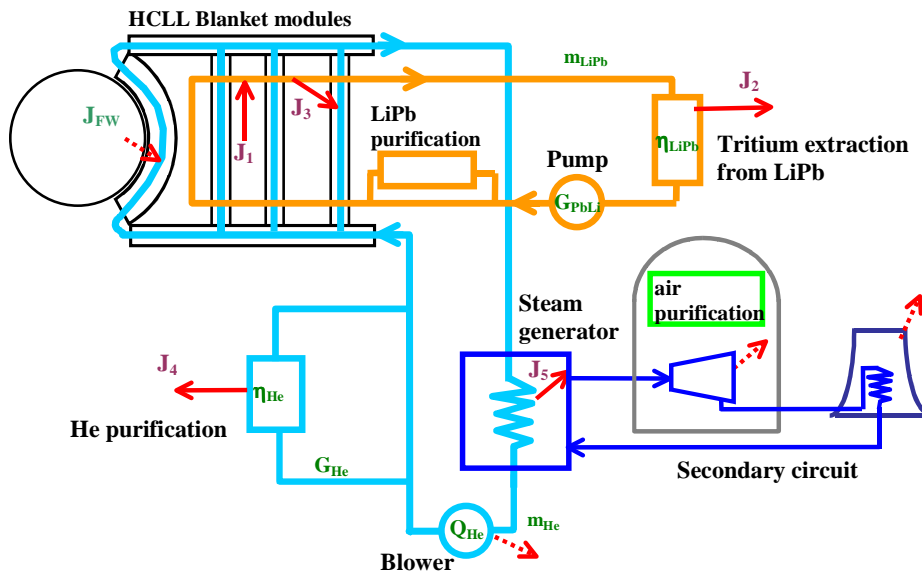 HCLL Blanket modules
m_LiPb
J_2
J_FW
J_1
J_3
LiPb
purification
η_LiPb
Tritium extraction
from LiPb
Pump
G_PbLi
air
purification
Steam
generator
J_4
η_He
J_5
He purification
G_He
Secondary circuit
Q_He
m_He
Blower